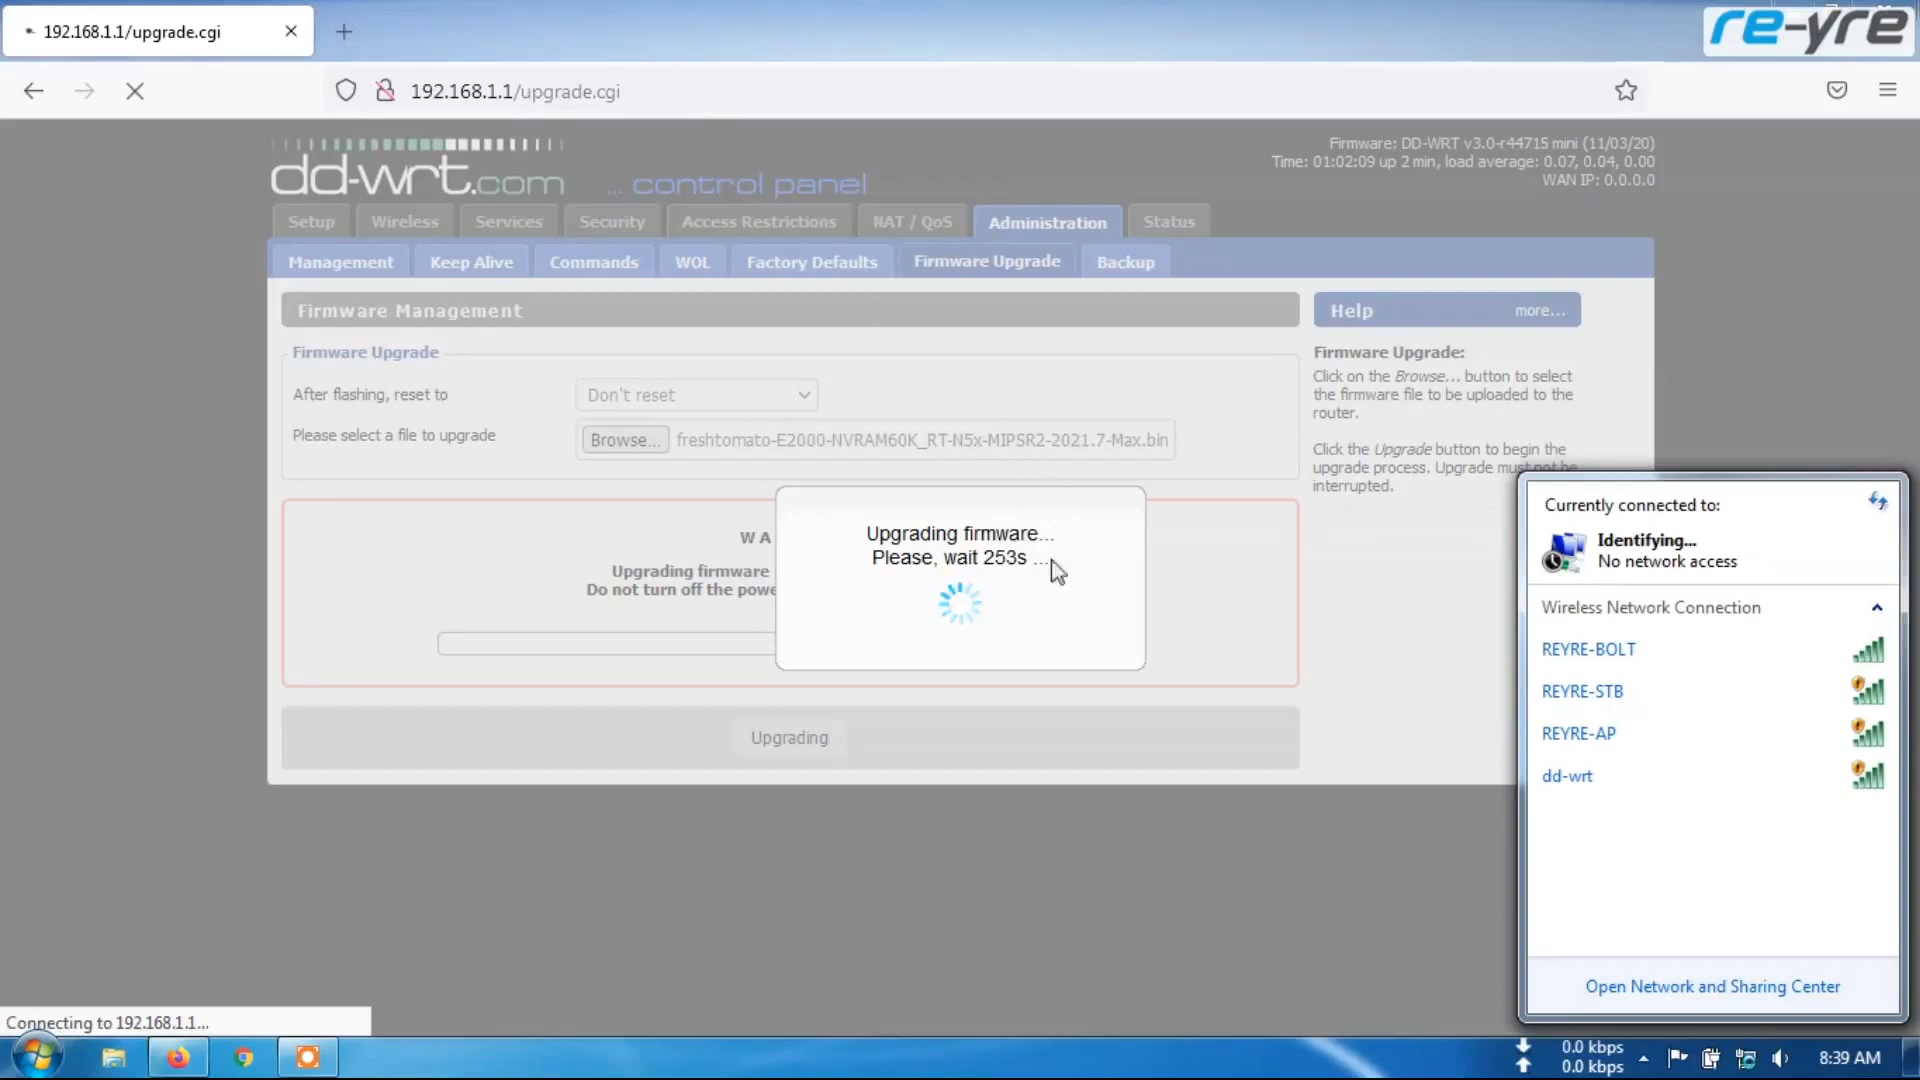 192.168.1.1/upgrade.cgi
re-yre
192.168.1.1/upgrade.cgi
dd-wrt.com ... control panel
Firmware: DD-WRT v3.0-r44715 mini (11/03/20)
Time: 01:02:09 up 2 min, load average: 0.07, 0.04, 0.00
WAN IP: 0.0.0.0
Setup Wireless Services Security Access Restrictions NAT / QoS Administration Status
Management Keep Alive Commands WOL Factory Defaults Firmware Upgrade Backup
Firmware Management
Firmware Upgrade
After flashing, reset to Don't reset
Please select a file to upgrade Browse... freshtomato-E2000-NVRAM60K_RT-N5x-MIPSR2-2021.7-Max.bin
W A
Upgrading firmware
Do not turn off the powe
Upgrading firmware...
Please, wait 253s ...
Upgrading
Help more...
Firmware Upgrade:
Click on the Browse... button to select
the firmware file to be uploaded to the
router.
Click the Upgrade button to begin the
upgrade process. Upgrade must not be
interrupted.
Currently connected to:
Identifying...
No network access
Wireless Network Connection
REYRE-BOLT
REYRE-STB
REYRE-AP
dd-wrt
Open Network and Sharing Center
Connecting to 192.168.1.1...
0.0 kbps
0.0 kbps
8:39 AM